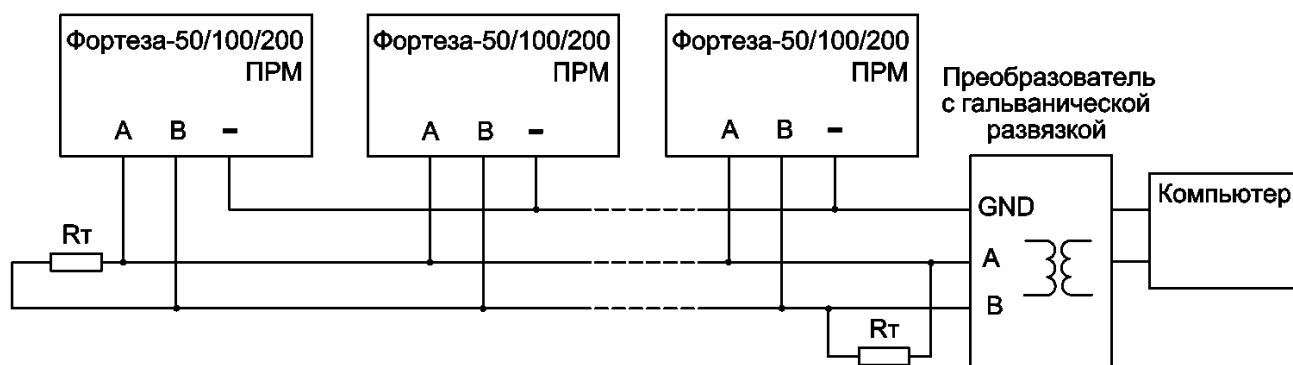 Фортеза-50/100/200
ПРМ
А В –
Фортеза-50/100/200
ПРМ
А В –
Фортеза-50/100/200
ПРМ
А В –
Преобразователь
с гальванической
развязкой
GND
А
В
Компьютер
Rт
Rт